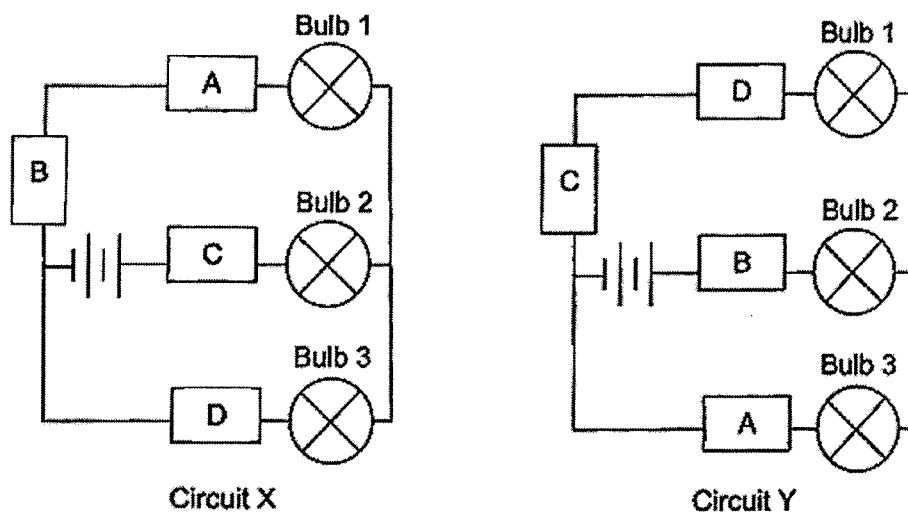 Bulb 1
A
B
Bulb 2
C
Bulb 3
D
Circuit X
Bulb 1
D
C
Bulb 2
B
Bulb 3
A
Circuit Y